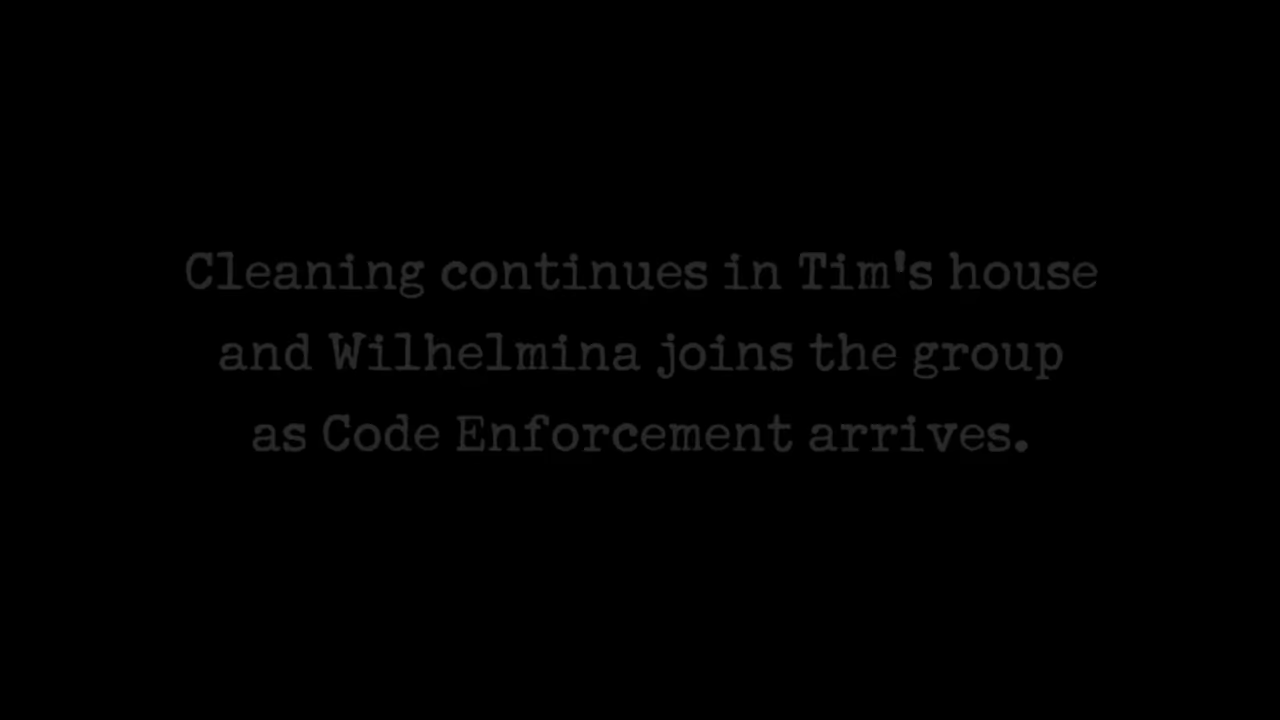 Cleaning continues in Tim's house
and Wilhelmina joins the group
as Code Enforcement arrives.